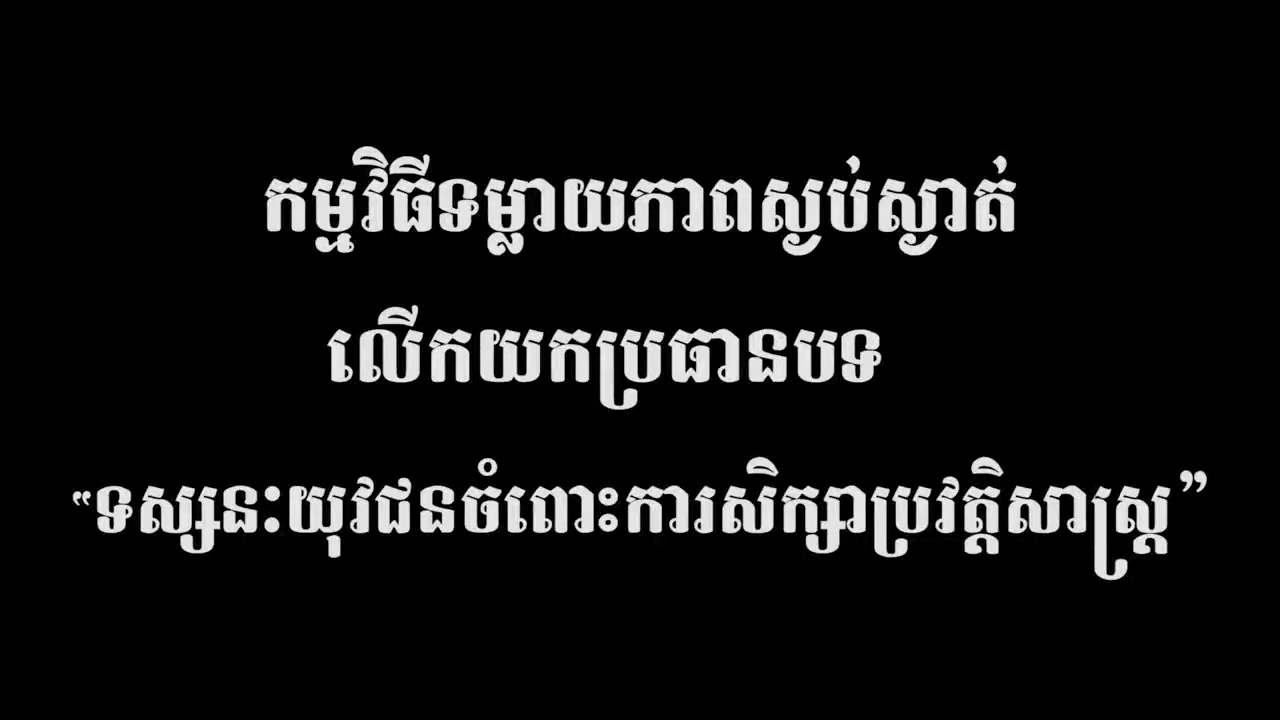 កម្មវិធីទម្លាយភាពស្ងប់ស្ងាត់
លើកយកប្រធានបទ
“ទស្សនៈយុវជនចំពោះការសិក្សាប្រវត្តិសាស្ត្រ”